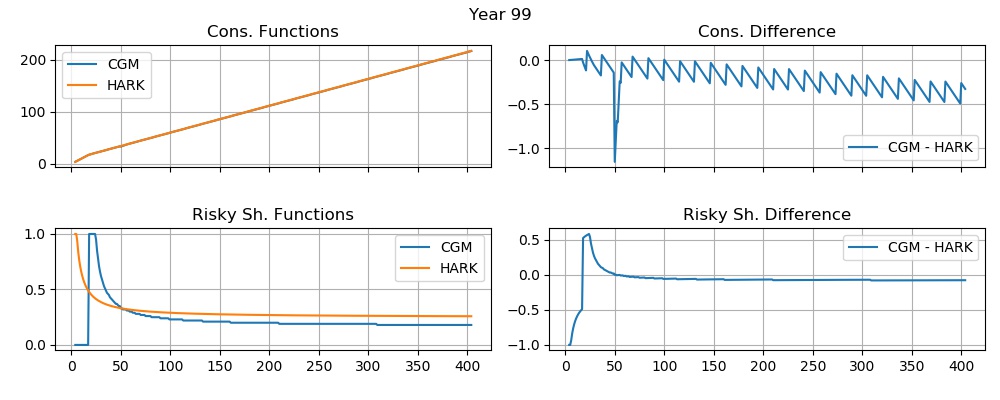 Year 99
Cons. Functions
Cons. Difference
200
100
0
CGM
HARK
0.0
−0.5
−1.0
CGM - HARK
Risky Sh. Functions
Risky Sh. Difference
1.0
0.5
0.0
CGM
HARK
0 50 100 150 200 250 300 350 400
0.5
0.0
−0.5
−1.0
CGM - HARK
0 50 100 150 200 250 300 350 400